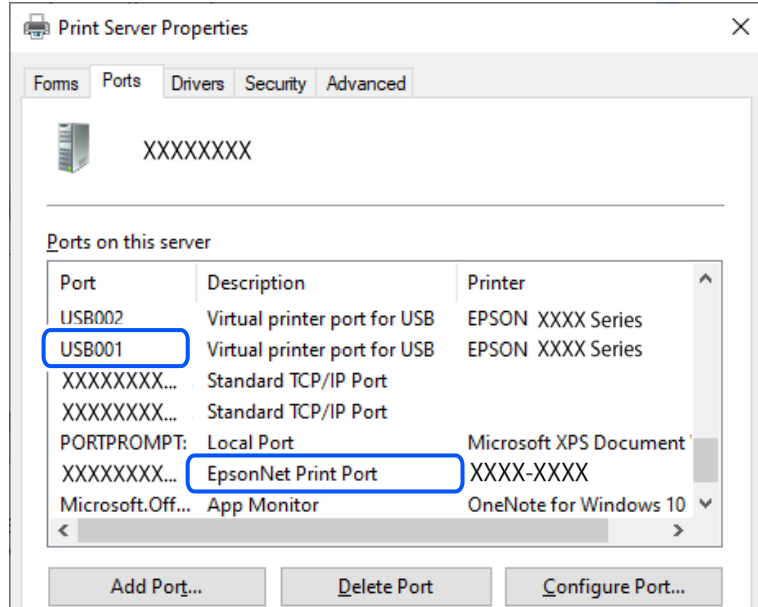 Print Server Properties
Forms Ports Drivers Security Advanced
XXXXXXXX
Ports on this server
Port Description Printer
USB002 Virtual printer port for USB EPSON XXXX Series
USB001 Virtual printer port for USB EPSON XXXX Series
XXXXXXXX... Standard TCP/IP Port
XXXXXXXX... Standard TCP/IP Port
PORTPROMPT: Local Port Microsoft XPS Document
XXXXXXXX... EpsonNet Print Port XXXX-XXXX
Microsoft.Off... App Monitor OneNote for Windows 10
Add Port... Delete Port Configure Port...